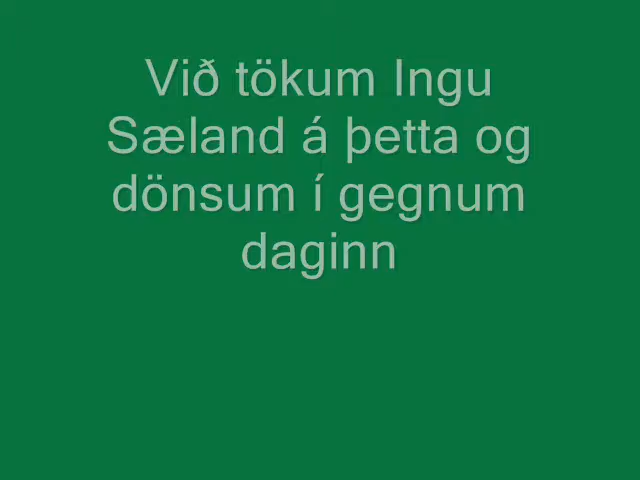 Við tökum Ingu
Sæland á þetta og
dönsum í gegnum
daginn